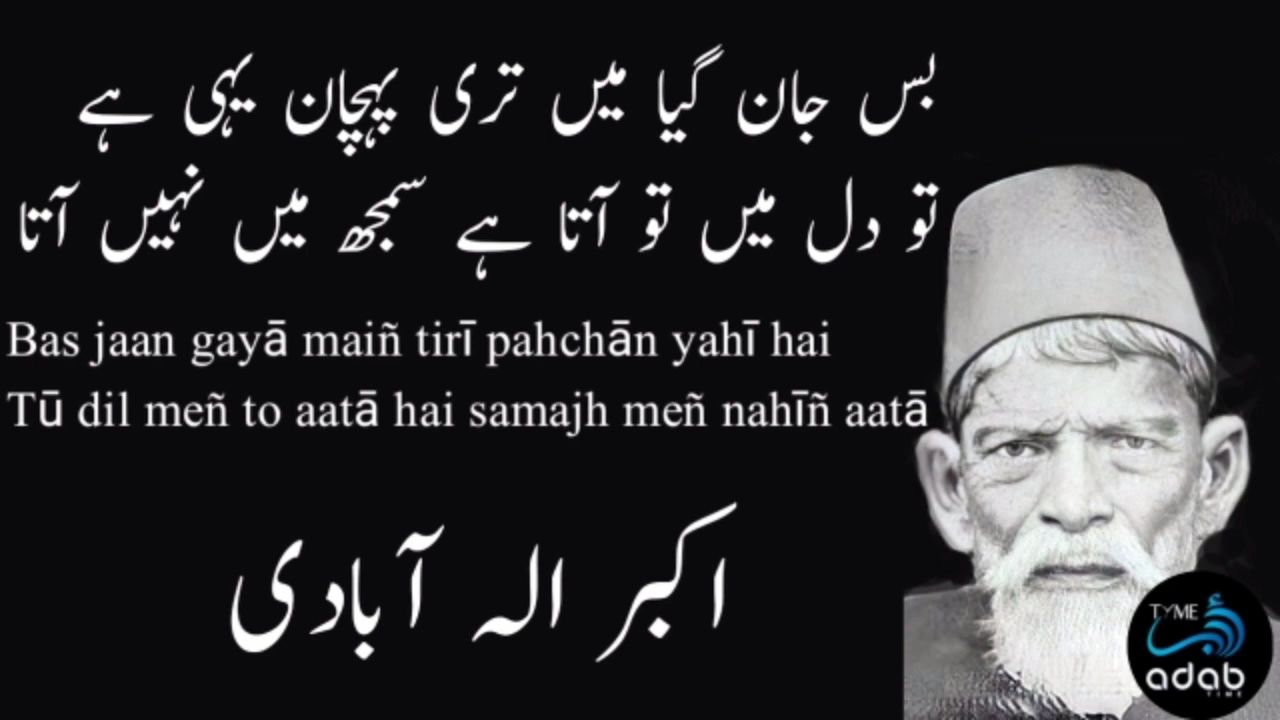 بس جان گیا میں تری پہچان یہی ہے
تو دل میں تو آتا ہے سمجھ میں نہیں آتا
Bas jaan gayā maiñ tirī pahchān yahī hai
Tū dil meñ to aatā hai samajh meñ nahīñ aatā
اکبر الہ آبادی
TYME
adab
TIME